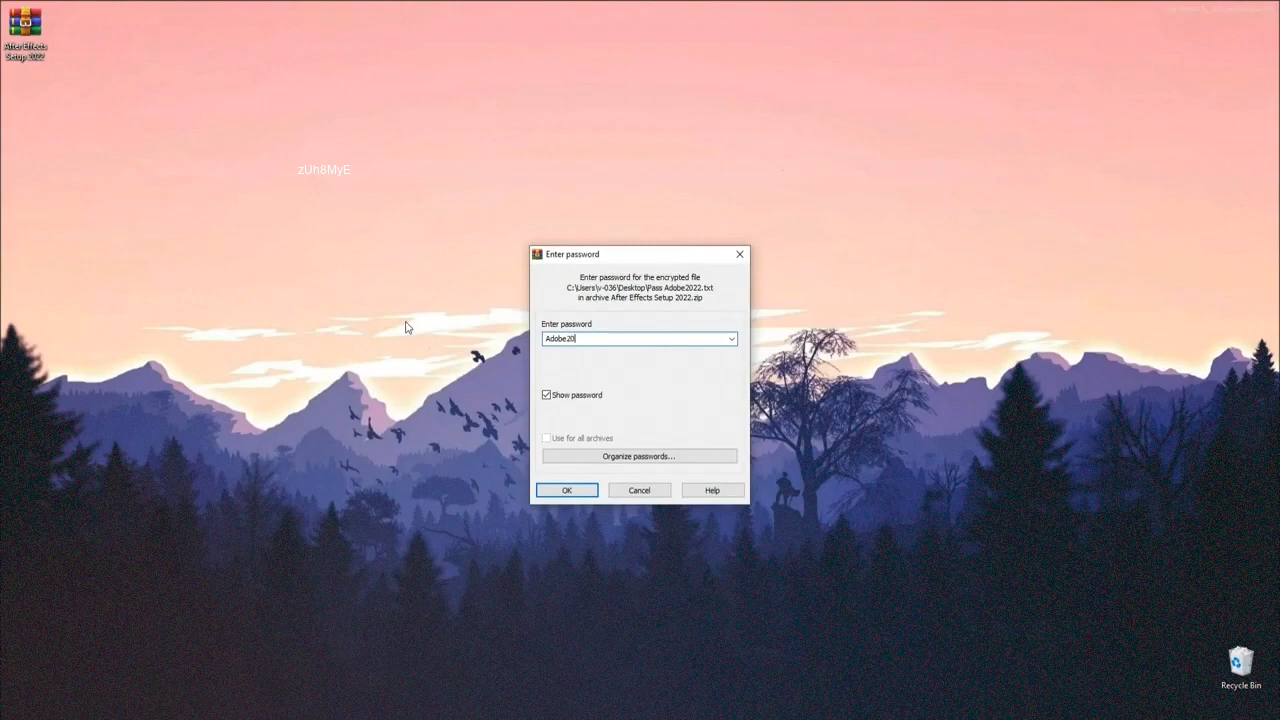 After Effects
Setup 2022
zUh8MyE
Enter password
Enter password for the encrypted file
C:\Users\v-036\Desktop\Pass Adobe2022.txt
in archive After Effects Setup 2022.zip
Enter password
Adobe20
Show password
Use for all archives
Organize passwords...
OK
Cancel
Help
Recycle Bin